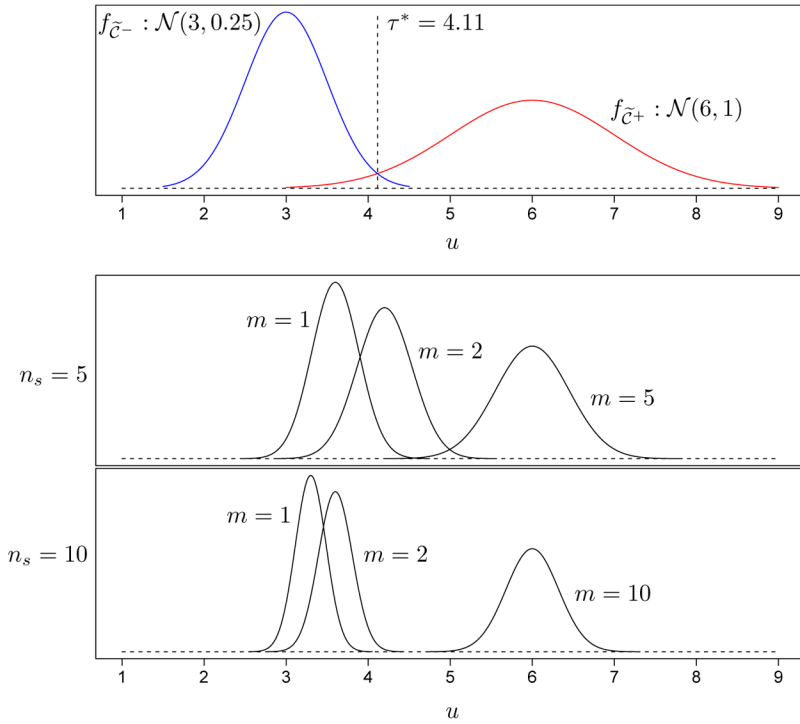 f_{\widetilde{C}^-} : N(3, 0.25)
τ* = 4.11
f_{\widetilde{C}^+} : N(6, 1)
1 2 3 4 5 6 7 8 9
u
n_s = 5
m = 1
m = 2
m = 5
n_s = 10
m = 1
m = 2
m = 10
1 2 3 4 5 6 7 8 9
u